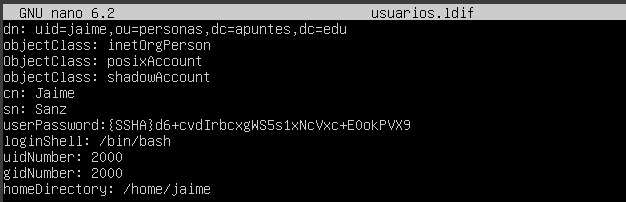 GNU nano 6.2 usuarios.ldif
dn: uid=jaime,ou=personas,dc=apuntes,dc=edu
objectClass: inetOrgPerson
ObjectClass: posixAccount
objectClass: shadowAccount
cn: Jaime
sn: Sanz
userPassword:{SSHA}d6+cvdIrbcxgWS5s1xNcVxc+EOokPVX9
loginShell: /bin/bash
uidNumber: 2000
gidNumber: 2000
homeDirectory: /home/jaime